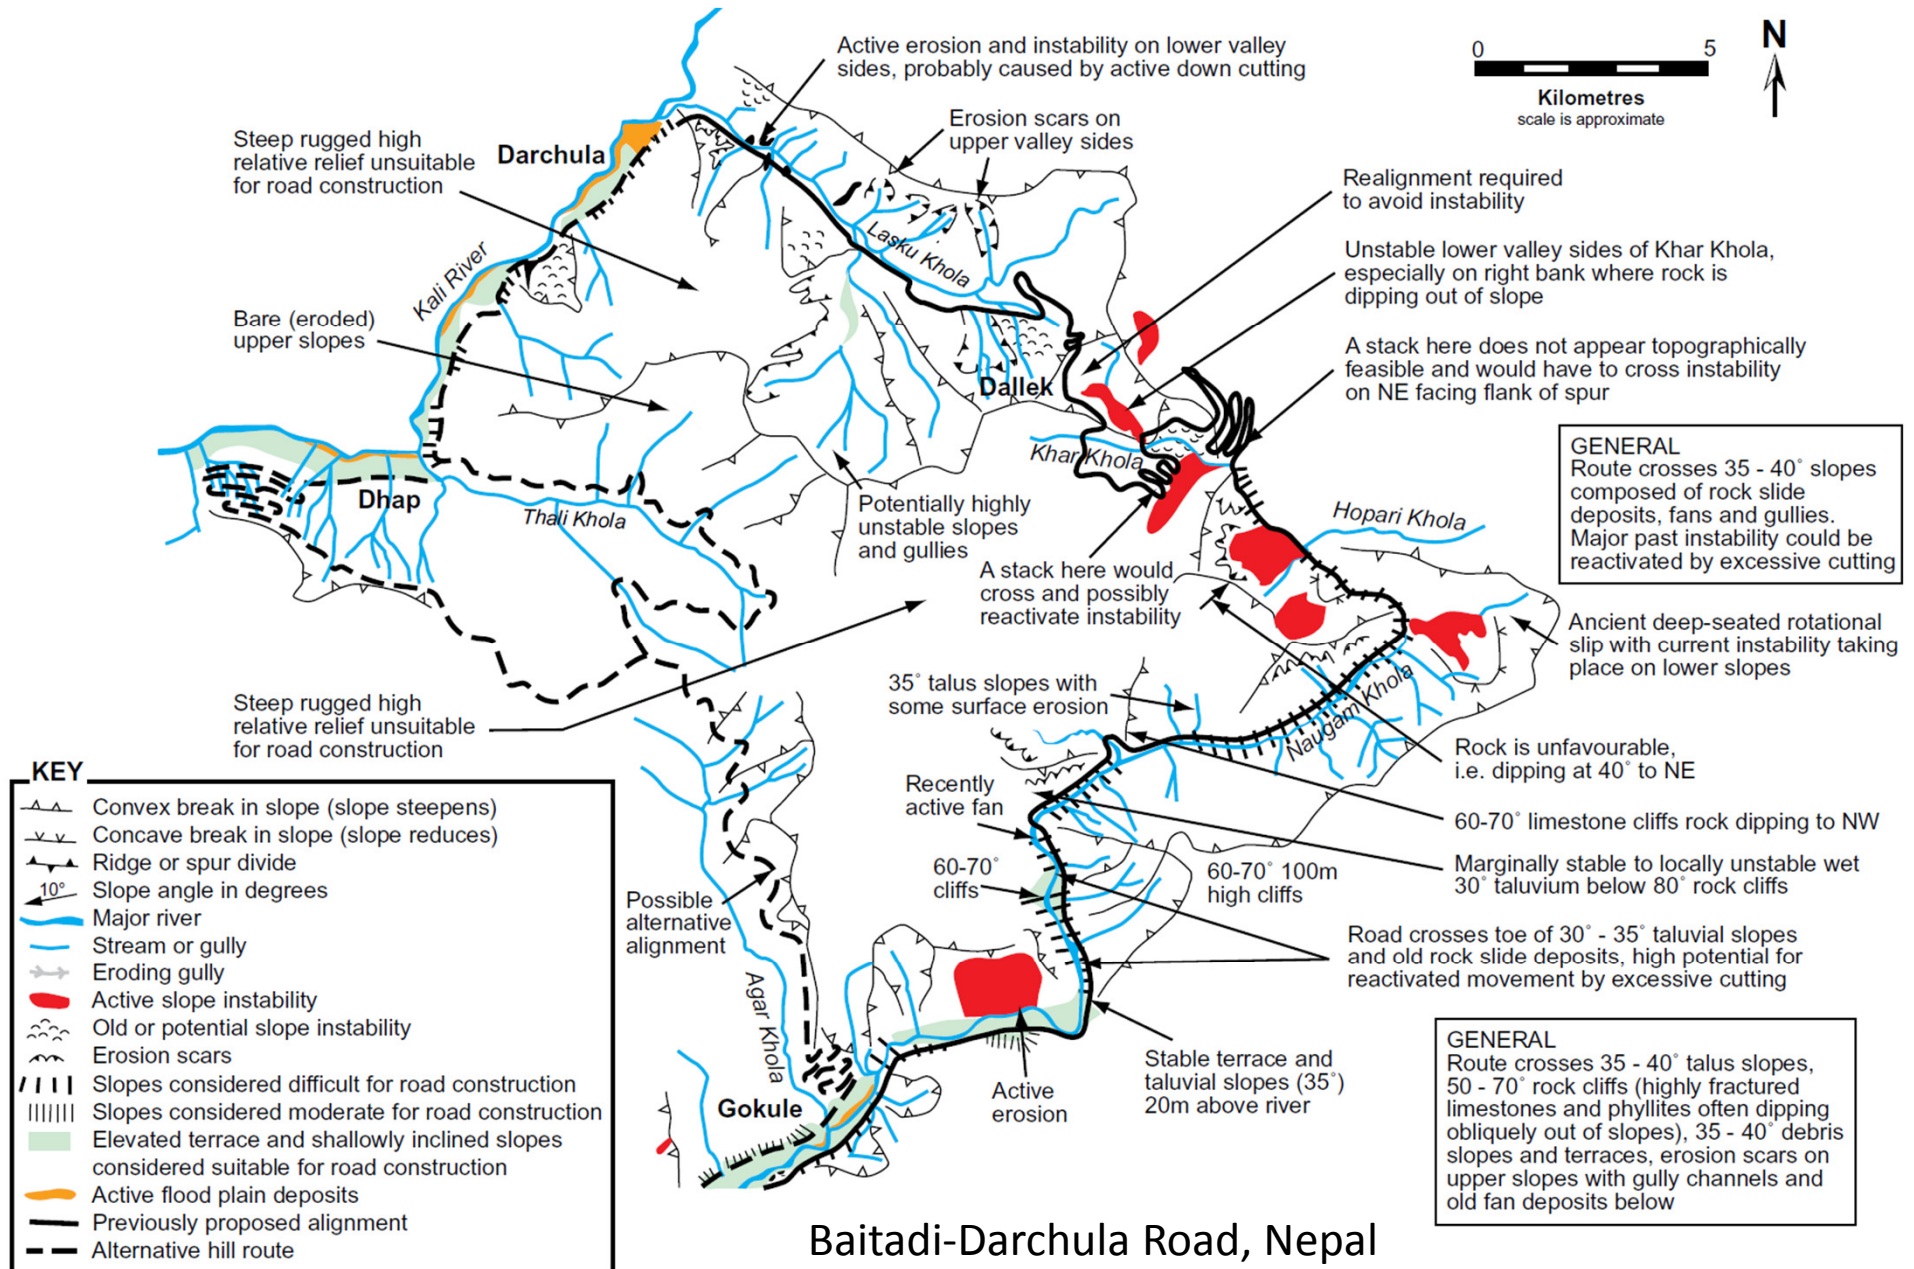 Active erosion and instability on lower valley
sides, probably caused by active down cutting
0
5
Kilometres
scale is approximate
N
Steep rugged high
relative relief unsuitable
for road construction
Darchula
Erosion scars on
upper valley sides
Realignment required
to avoid instability
Kali River
Lasku Khola
Unstable lower valley sides of Khar Khola,
especially on right bank where rock is
dipping out of slope
Bare (eroded)
upper slopes
A stack here does not appear topographically
feasible and would have to cross instability
on NE facing flank of spur
Dallek
Khar Khola
GENERAL
Route crosses 35 - 40° slopes
composed of rock slide
deposits, fans and gullies.
Major past instability could be
reactivated by excessive cutting
Dhap
Thali Khola
Potentially highly
unstable slopes
and gullies
Hopari Khola
A stack here would
cross and possibly
reactivate instability
Ancient deep-seated rotational
slip with current instability taking
place on lower slopes
Steep rugged high
relative relief unsuitable
for road construction
35° talus slopes with
some surface erosion
Naugam Khola
Rock is unfavourable,
i.e. dipping at 40° to NE
Recently
active fan
60-70° limestone cliffs rock dipping to NW
60-70°
cliffs
60-70° 100m
high cliffs
Marginally stable to locally unstable wet
30° taluvium below 80° rock cliffs
Possible
alternative
alignment
Road crosses toe of 30° - 35° taluvial slopes
and old rock slide deposits, high potential for
reactivated movement by excessive cutting
Agar Khola
Gokule
Active
erosion
Stable terrace and
taluvial slopes (35°)
20m above river
GENERAL
Route crosses 35 - 40° talus slopes,
50 - 70° rock cliffs (highly fractured
limestones and phyllites often dipping
obliquely out of slopes), 35 - 40° debris
slopes and terraces, erosion scars on
upper slopes with gully channels and
old fan deposits below
KEY
Convex break in slope (slope steepens)
Concave break in slope (slope reduces)
Ridge or spur divide
10° Slope angle in degrees
Major river
Stream or gully
Eroding gully
Active slope instability
Old or potential slope instability
Erosion scars
Slopes considered difficult for road construction
Slopes considered moderate for road construction
Elevated terrace and shallowly inclined slopes
considered suitable for road construction
Active flood plain deposits
Previously proposed alignment
Alternative hill route
Baitadi-Darchula Road, Nepal